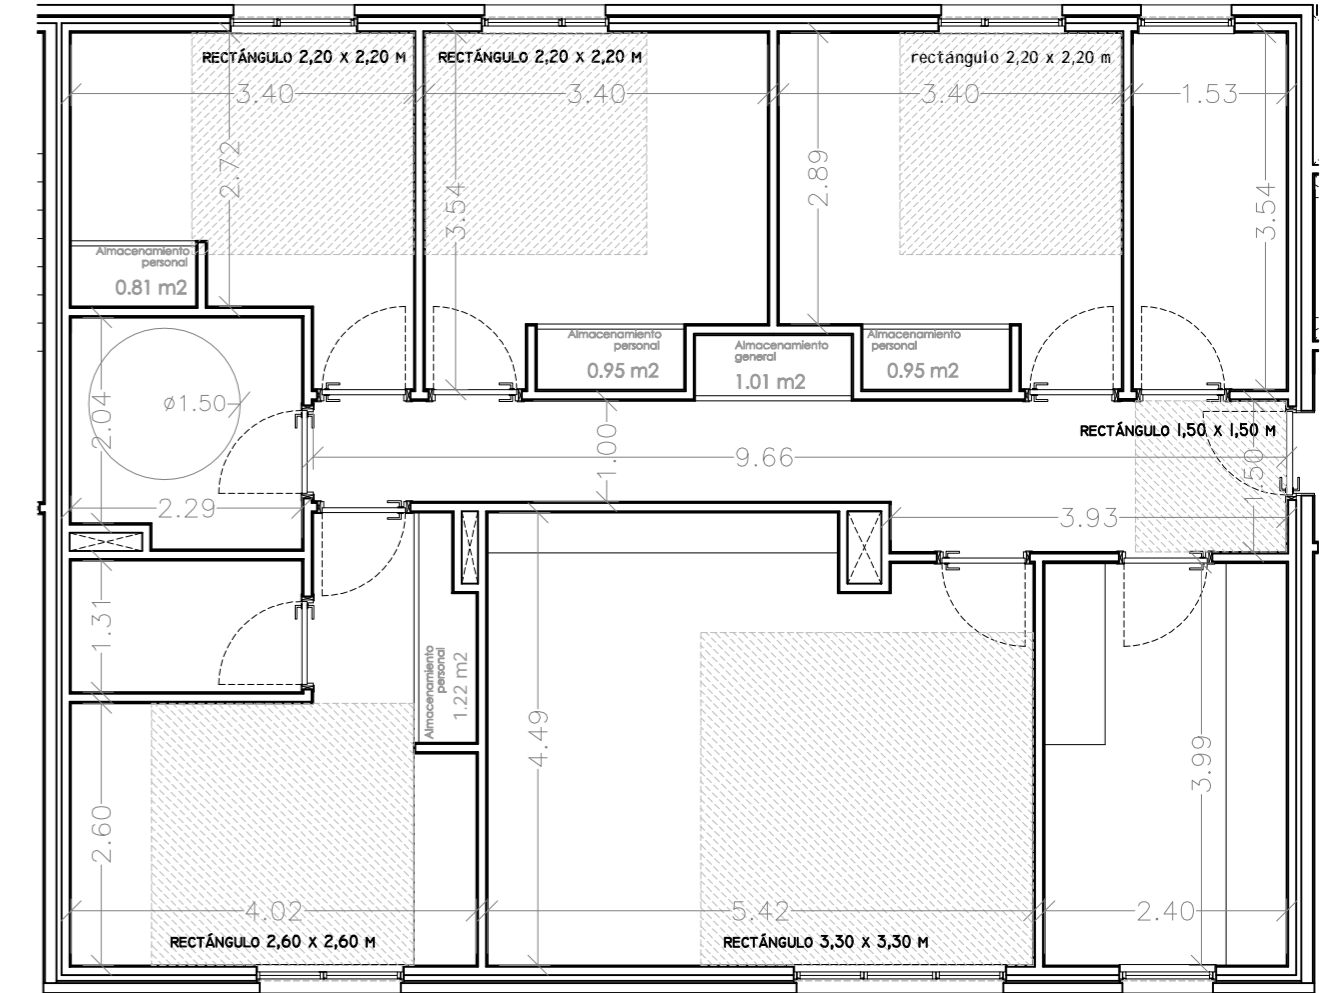 RECTÁNGULO 2,20 X 2,20 M
RECTÁNGULO 2,20 X 2,20 M
rectángulo 2,20 x 2,20 m
3.40
3.40
3.40
1.53
2.72
3.54
2.89
3.54
Almacenamiento
personal
0.81 m2
Almacenamiento
personal
0.95 m2
Almacenamiento
general
1.01 m2
Almacenamiento
personal
0.95 m2
ø1.50
2.04
2.29
1.00
9.66
RECTÁNGULO 1,50 X 1,50 M
1.50
3.93
1.31
Almacenamiento
personal
1.22 m2
4.49
3.99
2.60
4.02
5.42
2.40
RECTÁNGULO 2,60 X 2,60 M
RECTÁNGULO 3,30 X 3,30 M